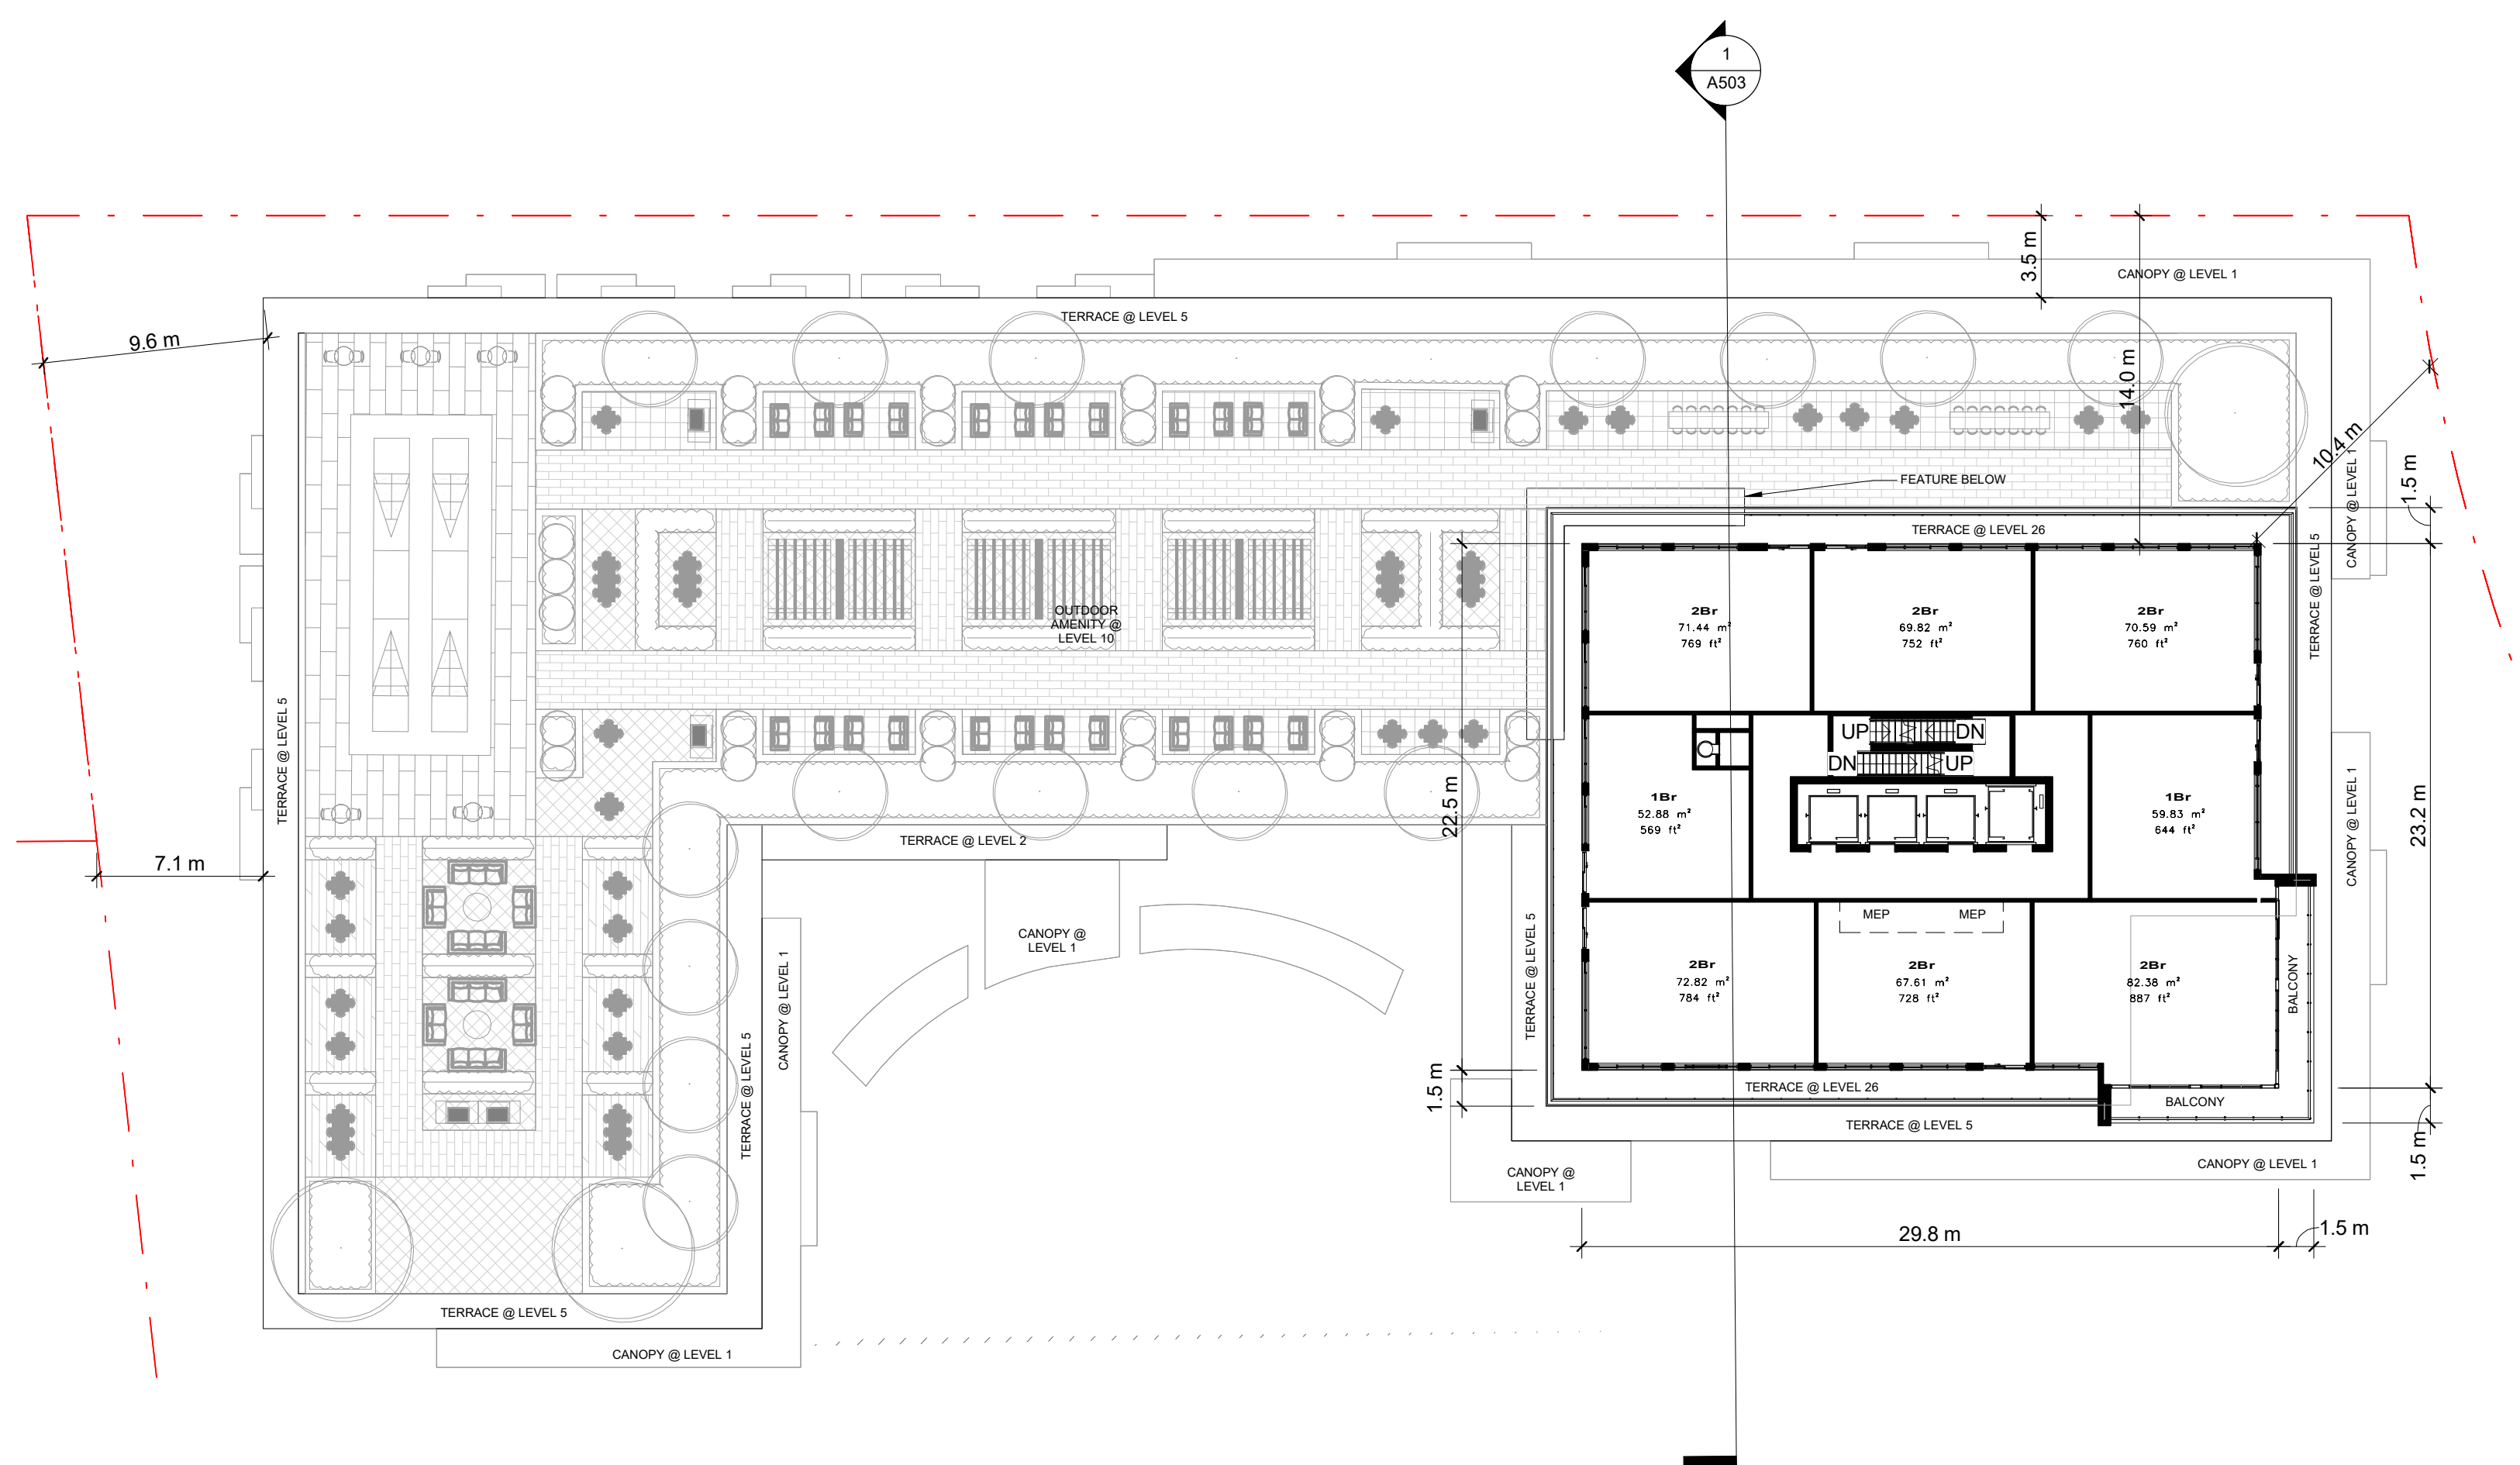 1
A503
3.5 m
CANOPY @ LEVEL 1
TERRACE @ LEVEL 5
9.6 m
14.0 m
10.4 m
CANOPY @ LEVEL 1
1.5 m
FEATURE BELOW
TERRACE @ LEVEL 26
TERRACE @ LEVEL 5
OUTDOOR
AMENITY @
LEVEL 10
2Br
71.44 m²
769 ft²
2Br
69.82 m²
752 ft²
2Br
70.59 m²
760 ft²
TERRACE @ LEVEL 5
UP
DN
DN
UP
22.5 m
1Br
52.88 m²
569 ft²
1Br
59.83 m²
644 ft²
CANOPY @ LEVEL 1
23.2 m
TERRACE @ LEVEL 2
7.1 m
CANOPY @
LEVEL 1
CANOPY @ LEVEL 1
TERRACE @ LEVEL 5
TERRACE @ LEVEL 5
MEP
MEP
2Br
72.82 m²
784 ft²
2Br
67.61 m²
728 ft²
2Br
82.38 m²
887 ft²
BALCONY
1.5 m
TERRACE @ LEVEL 26
BALCONY
TERRACE @ LEVEL 5
1.5 m
CANOPY @
LEVEL 1
CANOPY @ LEVEL 1
29.8 m
1.5 m
TERRACE @ LEVEL 5
CANOPY @ LEVEL 1